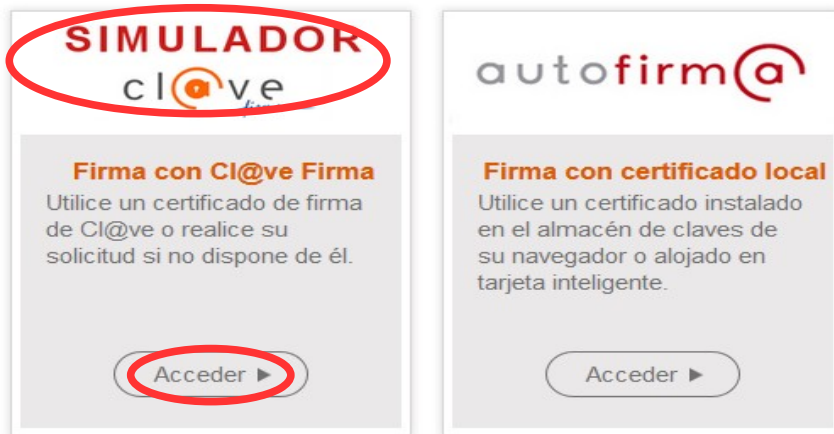 SIMULADOR
cl@ve
firma
Firma con Cl@ve Firma
Utilice un certificado de firma
de Cl@ve o realice su
solicitud si no dispone de él.
Acceder ►
autofirm@
Firma con certificado local
Utilice un certificado instalado
en el almacén de claves de
su navegador o alojado en
tarjeta inteligente.
Acceder ►